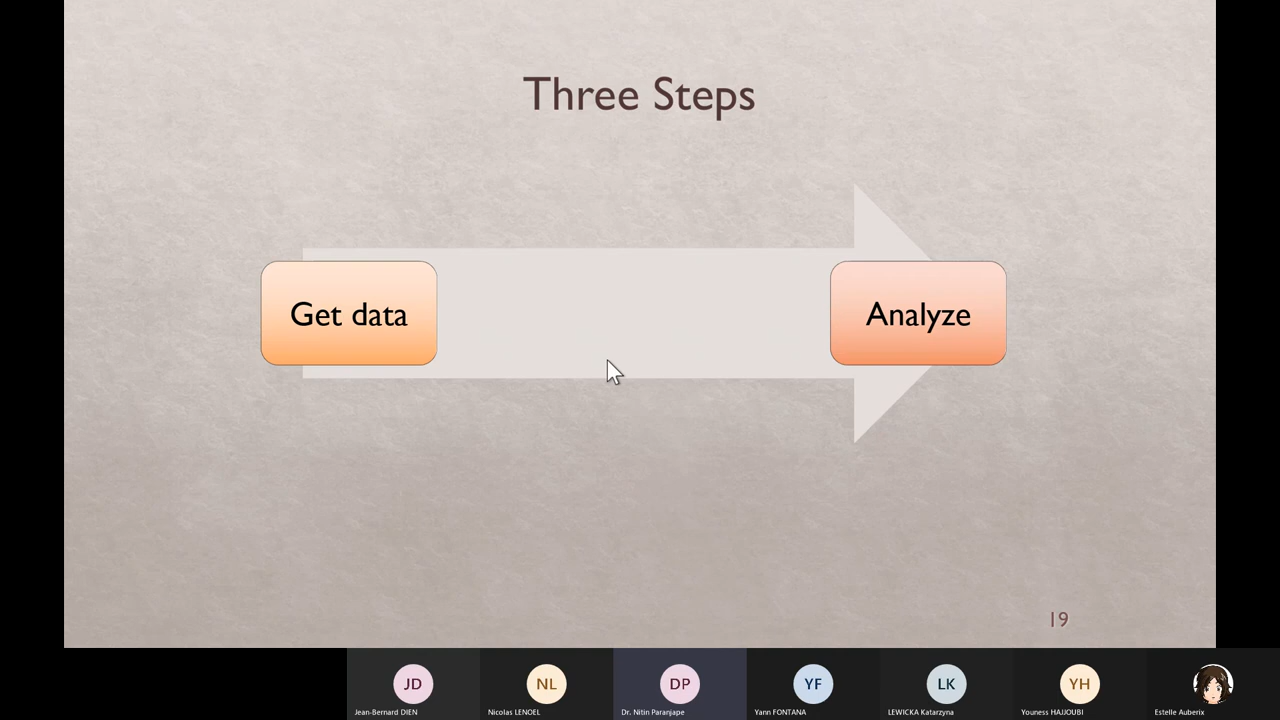 Three Steps
Get data
Analyze
19
JD
NL
DP
YF
LK
YH
Jean-Bernard DIEN
Nicolas LENOEL
Dr. Nitin Paranjape
Yann FONTANA
LEWICKA Katarzyna
Youness HAJJOUBI
Estelle Auberix